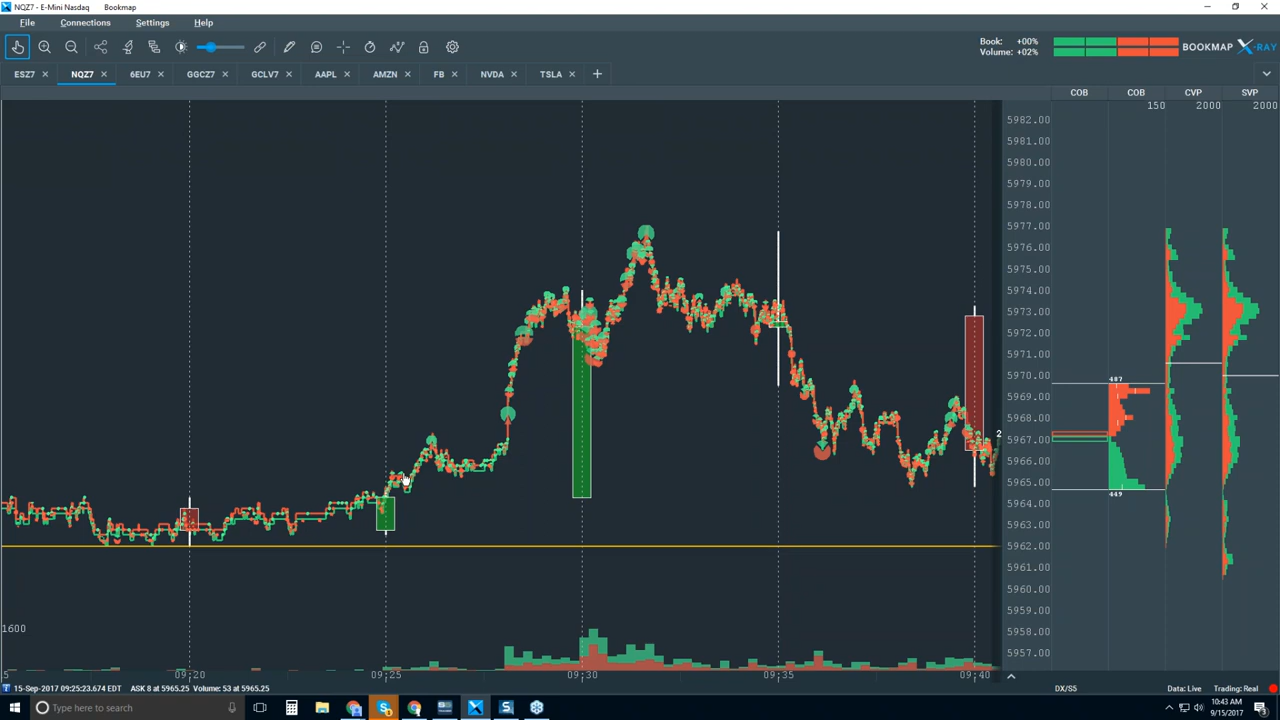 NQZ7 - E-Mini Nasdaq Bookmap
File Connections Settings Help
Book: +00%
Volume: +02%
BOOKMAP X-RAY
ESZ7 NQZ7 6EU7 GGCZ7 GCLV7 AAPL AMZN FB NVDA TSLA
COB COB CVP SVP
150 2000 2000
5982.00
5981.00
5980.00
5979.00
5978.00
5977.00
5976.00
5975.00
5974.00
5973.00
5972.00
5971.00
5970.00
487
5969.00
5968.00
2
5967.00
5966.00
5965.00
449
5964.00
5963.00
5962.00
5961.00
5960.00
5959.00
1600
5958.00
5957.00
5 09:20 09:25 09:30 09:35 09:40
15-Sep-2017 09:25:23.674 EDT ASK 8 at 5965.25 Volume: 53 at 5965.25 DX/S5 Data: Live Trading: Real
Type here to search
10:43 AM
9/15/2017
3